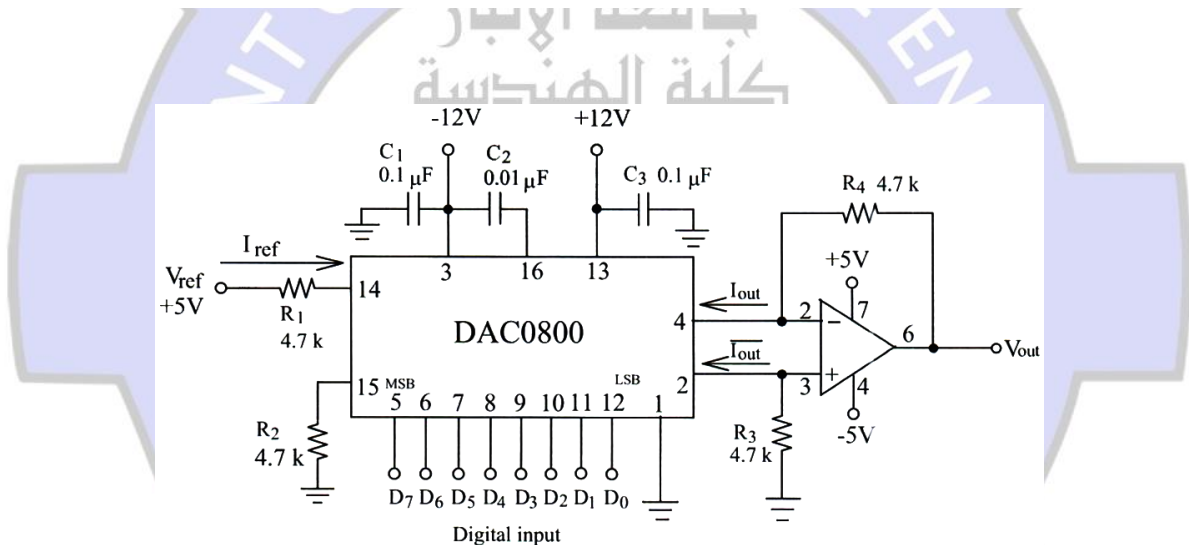 جامعة الأنبار
كلية الهندسة
-12V
+12V
C1
0.1 μF
C2
0.01 μF
C3 0.1 μF
R4 4.7 k
Iref
Vref
+5V
R1
4.7 k
14
3
16
13
DAC0800
4
Iout
2
-
+5V
7
6
Vout
2
Iout
3
+
4
-5V
15
MSB
LSB
5
6
7
8
9
10
11
12
1
R2
4.7 k
R3
4.7 k
D7
D6
D5
D4
D3
D2
D1
D0
Digital input